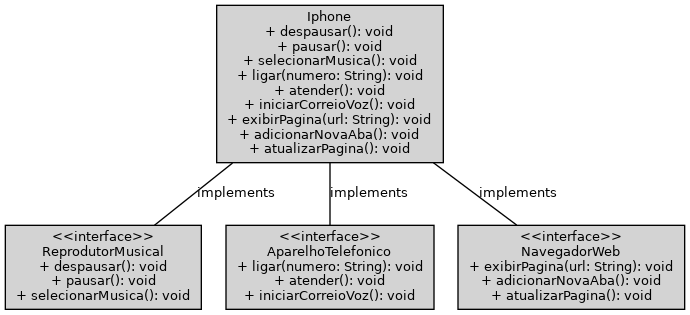 Iphone
+ despausar(): void
+ pausar(): void
+ selecionarMusica(): void
+ ligar(numero: String): void
+ atender(): void
+ iniciarCorreioVoz(): void
+ exibirPagina(url: String): void
+ adicionarNovaAba(): void
+ atualizarPagina(): void
implements
implements
implements
<<interface>>
ReprodutorMusical
+ despausar(): void
+ pausar(): void
+ selecionarMusica(): void
<<interface>>
AparelhoTelefonico
+ ligar(numero: String): void
+ atender(): void
+ iniciarCorreioVoz(): void
<<interface>>
NavegadorWeb
+ exibirPagina(url: String): void
+ adicionarNovaAba(): void
+ atualizarPagina(): void